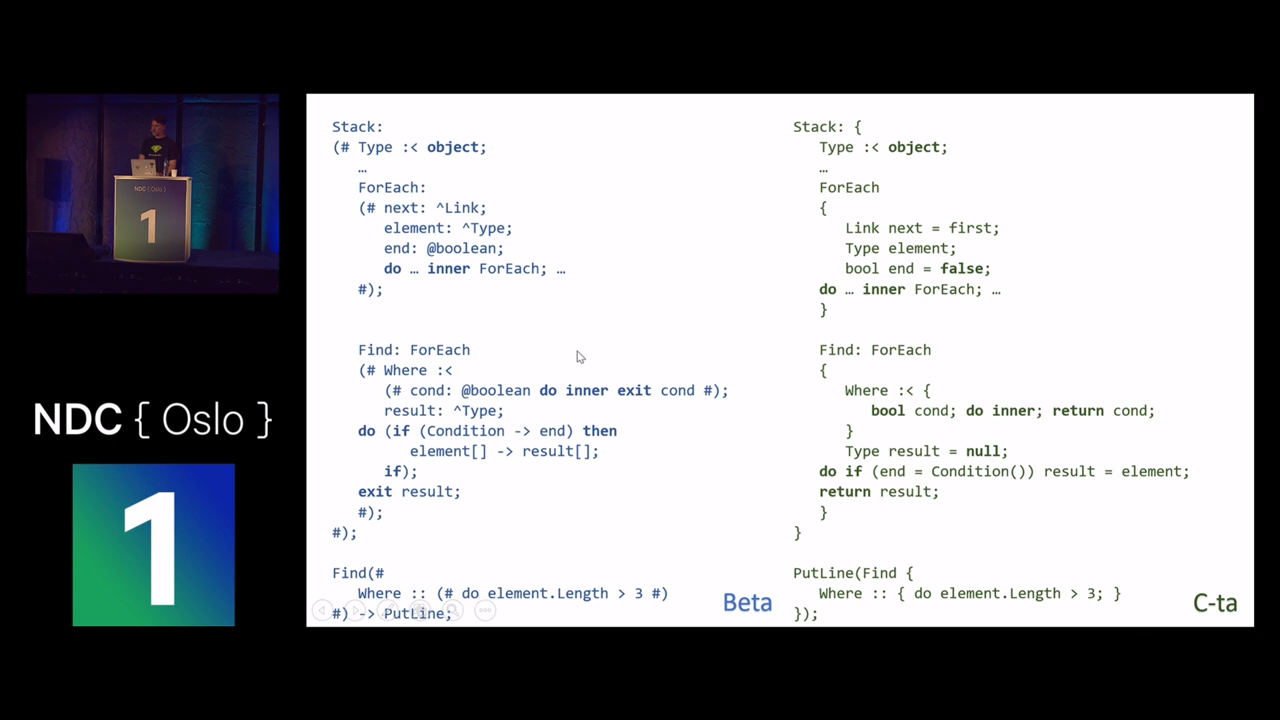 NDC { Oslo }
1
NDC { Oslo }
1
Stack:
(# Type :< object;
…
ForEach:
(# next: ^Link;
element: ^Type;
end: @boolean;
do … inner ForEach; …
#);
Find: ForEach
(# Where :<
(# cond: @boolean do inner exit cond #);
result: ^Type;
do (if (Condition -> end) then
element[] -> result[];
if);
exit result;
#);
#);
Find(#
Where :: (# do element.Length > 3 #)
#) -> PutLine;
Beta
Stack: {
Type :< object;
…
ForEach
{
Link next = first;
Type element;
bool end = false;
do … inner ForEach; …
}
Find: ForEach
{
Where :< {
bool cond; do inner; return cond;
}
Type result = null;
do if (end = Condition()) result = element;
return result;
}
}
PutLine(Find {
Where :: { do element.Length > 3; }
});
C-ta